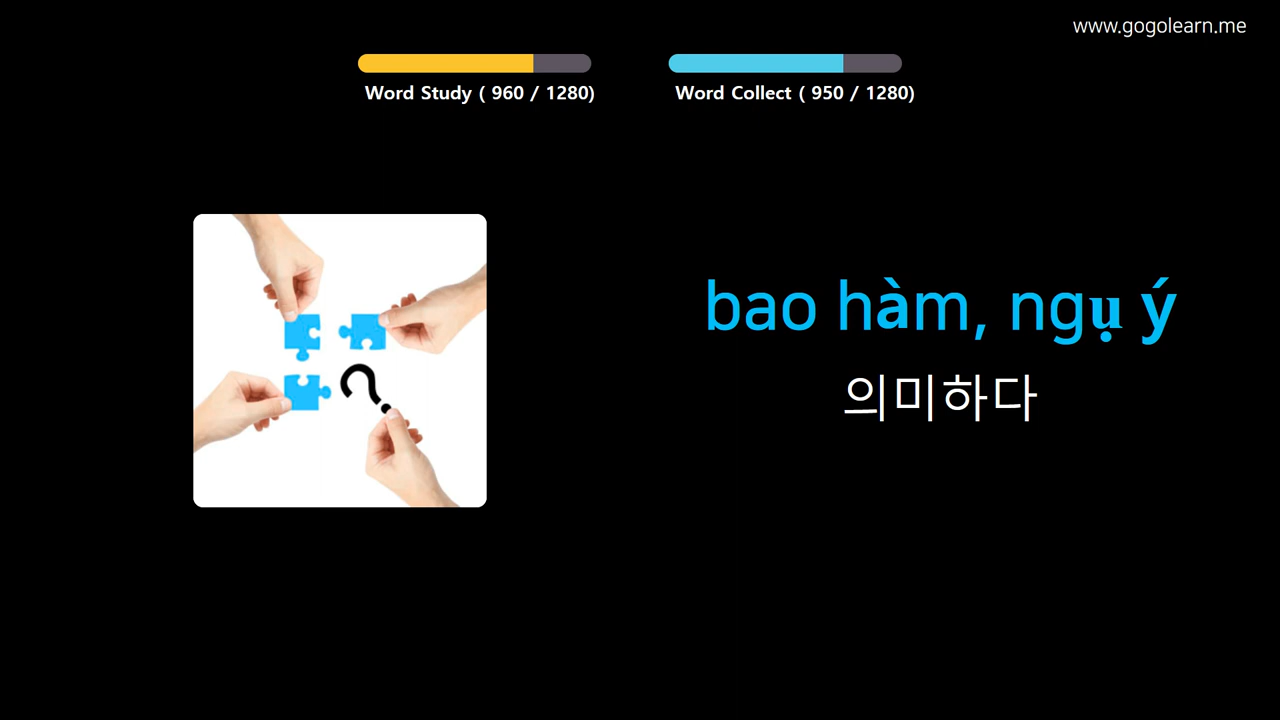 www.gogolearn.me
Word Study ( 960 / 1280)
Word Collect ( 950 / 1280)
bao hàm, ngụ ý
의미하다